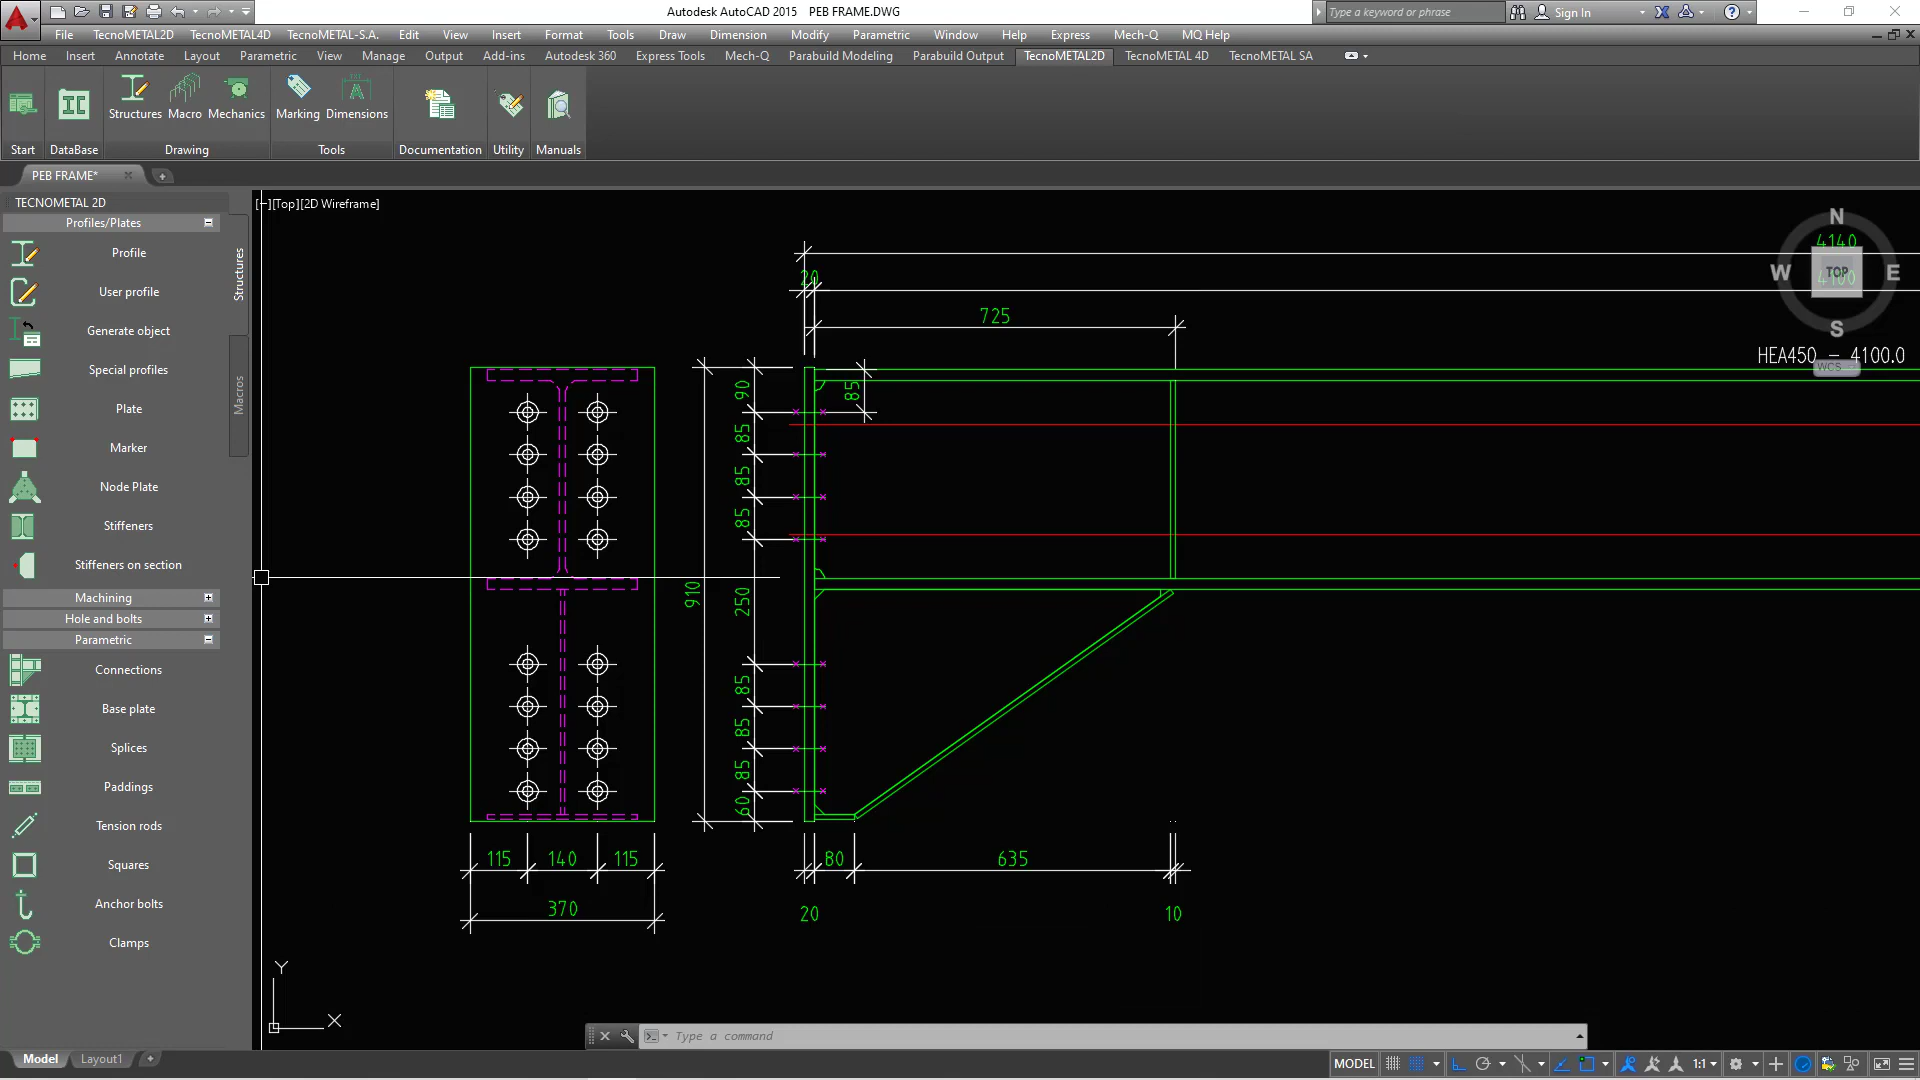 Autodesk AutoCAD 2015 PEB FRAME.DWG
Type a keyword or phrase
Sign In
File TecnoMETAL2D TecnoMETAL4D TecnoMETAL-S.A. Edit View Insert Format Tools Draw Dimension Modify Parametric Window Help Express Mech-Q MQ Help
Home Insert Annotate Layout Parametric View Manage Output Add-ins Autodesk 360 Express Tools Mech-Q Parabuild Modeling Parabuild Output TecnoMETAL2D TecnoMETAL 4D TecnoMETAL SA
Structures Macro Mechanics Marking Dimensions
Start DataBase Drawing Tools Documentation Utility Manuals
PEB FRAME*
TECNOMETAL 2D
Profiles/Plates
Profile
User profile
Generate object
Special profiles
Plate
Marker
Node Plate
Stiffeners
Stiffeners on section
Machining
Hole and bolts
Parametric
Connections
Base plate
Splices
Paddings
Tension rods
Squares
Anchor bolts
Clamps
Structures
Macros
[−][Top][2D Wireframe]
4140
20
4100
725
N
W TOP E
S
WCS
HEA450 - 4100.0
90
85
85
85
85
250
910
85
85
85
60
115 140 115
370
80 635
20 10
Y
X
Type a command
Model Layout1
MODEL 1:1